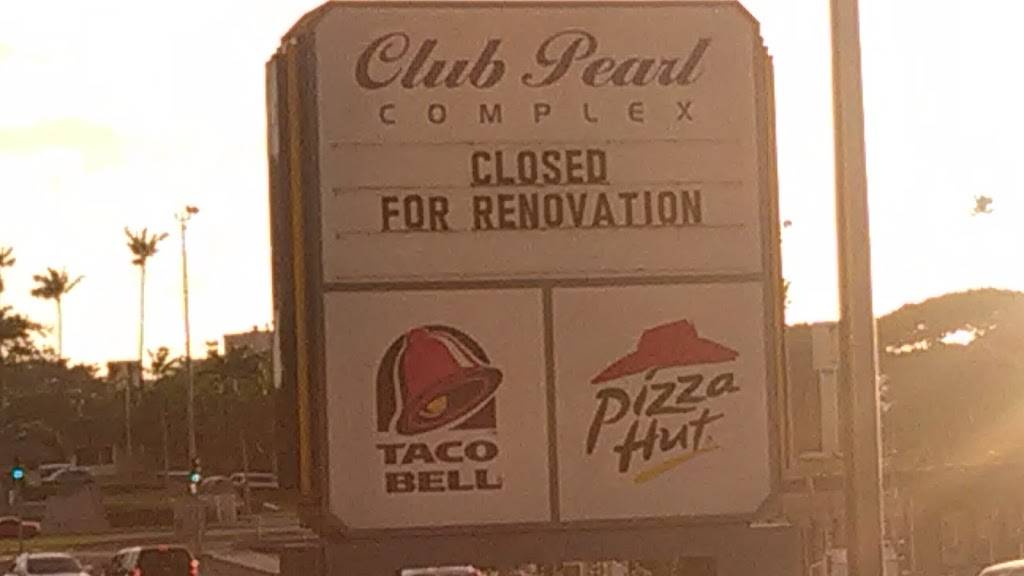 Club Pearl
COMPLEX
CLOSED
FOR RENOVATION
TACO
BELL
Pizza
Hut